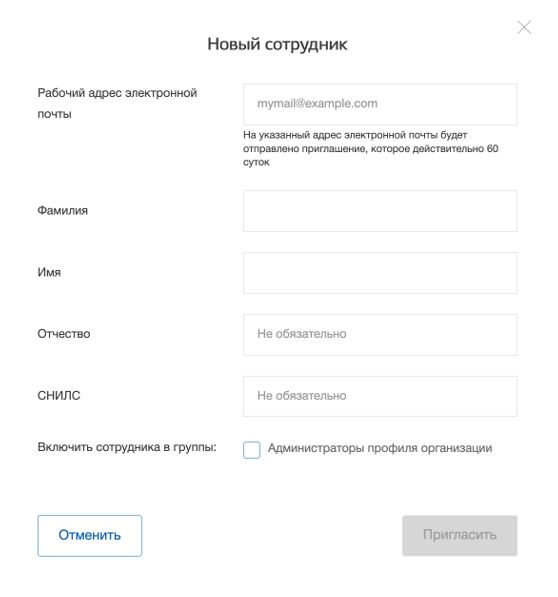 Новый сотрудник
Рабочий адрес электронной
почты
mymail@example.com
На указанный адрес электронной почты будет
отправлено приглашение, которое действительно 60
суток
Фамилия
Имя
Отчество
Не обязательно
СНИЛС
Не обязательно
Включить сотрудника в группы:
Администраторы профиля организации
Отменить
Пригласить